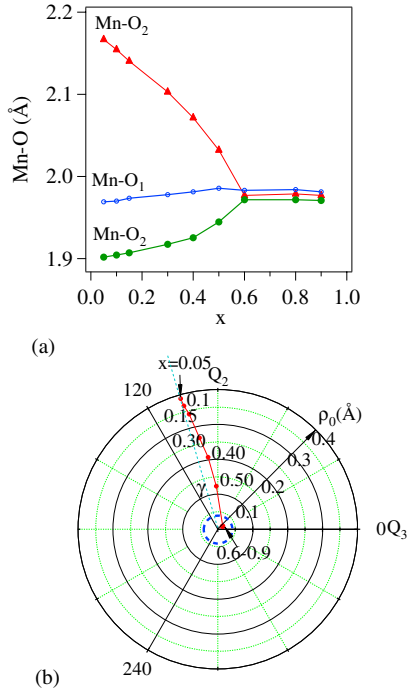 Mn-O (Å)
2.2
2.1
2.0
1.9
Mn-O₂
Mn-O₁
Mn-O₂
0.0 0.2 0.4 0.6 0.8 1.0
x
(a)
x=0.05
120
Q₂
0.1
0.15
ρ₀(Å)
0.30
0.4
0.40
0.3
0.50
0.2
γ
0.1
0Q₃
0.6-0.9
240
(b)